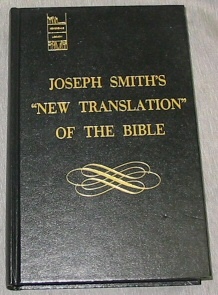 JOSEPH SMITH'S
"NEW TRANSLATION"
OF THE BIBLE